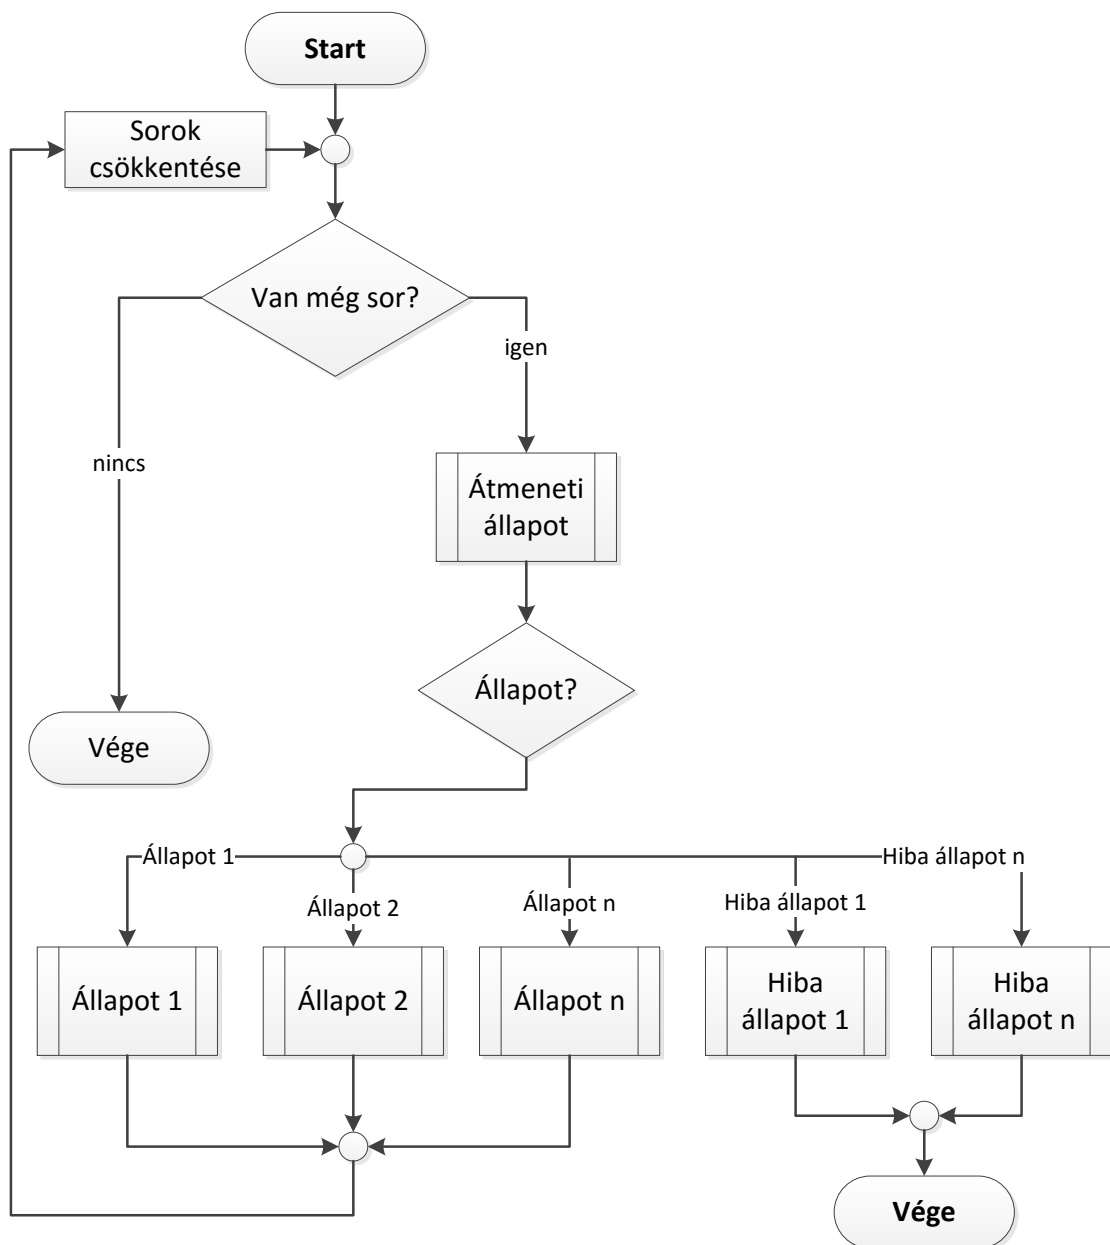 Start
Sorok
csökkentése
Van még sor?
igen
nincs
Átmeneti
állapot
Állapot?
Vége
Állapot 1
Állapot 2
Állapot n
Hiba állapot 1
Hiba állapot n
Állapot 1
Állapot 2
Állapot n
Hiba
állapot 1
Hiba
állapot n
Vége